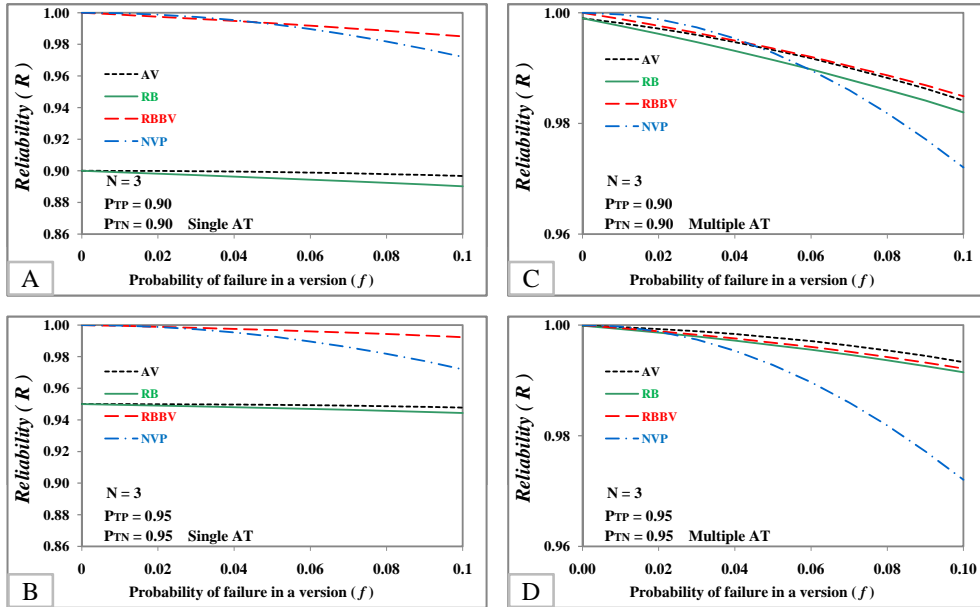 1.00
0.98
0.96
0.94
0.92
0.90
0.88
0.86
Reliability ( R )
AV
RB
RBBV
NVP
N = 3
PTP = 0.90
PTN = 0.90 Single AT
0 0.02 0.04 0.06 0.08 0.1
Probability of failure in a version ( f )
A
1.00
0.98
0.96
Reliability ( R )
AV
RB
RBBV
NVP
N = 3
PTP = 0.90
PTN = 0.90 Multiple AT
0 0.02 0.04 0.06 0.08 0.1
Probability of failure in a version ( f )
C
1.00
0.98
0.96
0.94
0.92
0.90
0.88
0.86
Reliability ( R )
AV
RB
RBBV
NVP
N = 3
PTP = 0.95
PTN = 0.95 Single AT
0 0.02 0.04 0.06 0.08 0.1
Probability of failure in a version ( f )
B
1.00
0.98
0.96
Reliability ( R )
AV
RB
RBBV
NVP
N = 3
PTP = 0.95
PTN = 0.95 Multiple AT
0.00 0.02 0.04 0.06 0.08 0.10
Probability of failure in a version ( f )
D